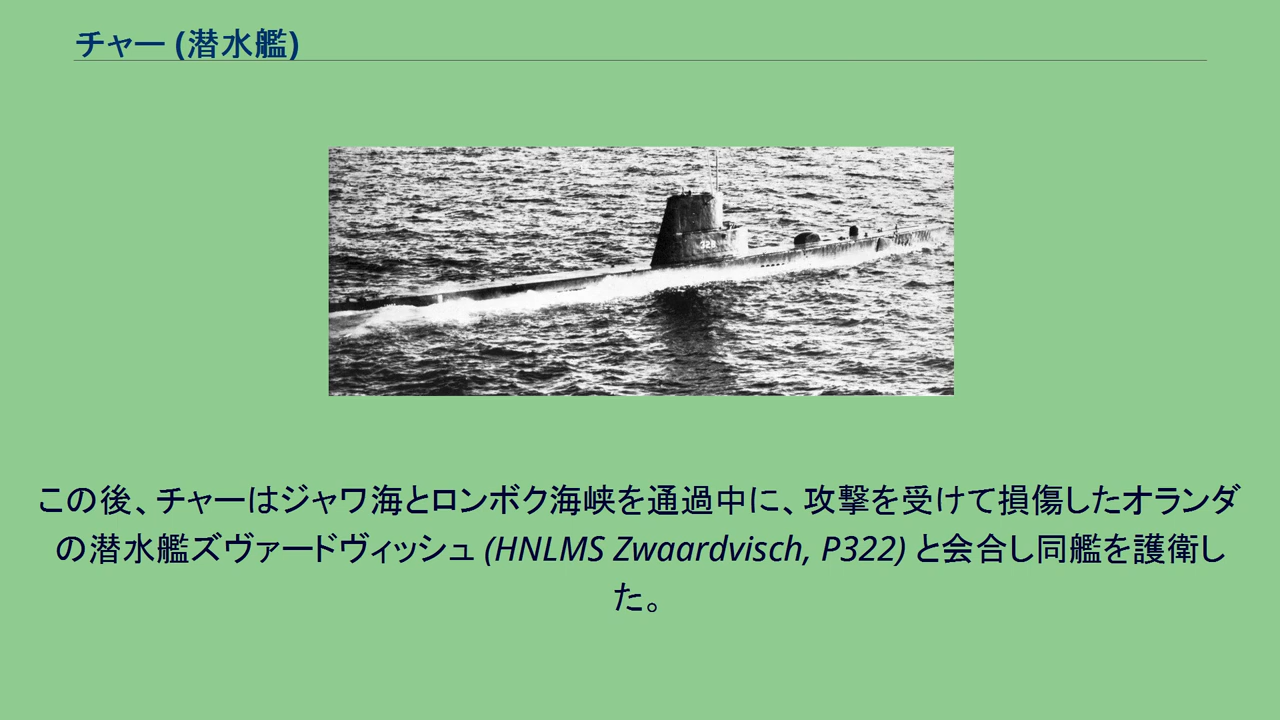 チャー (潜水艦)
328
この後、チャーはジャワ海とロンボク海峡を通過中に、攻撃を受けて損傷したオランダ
の潜水艦ズヴァードヴィッシュ (HNLMS Zwaardvisch, P322) と会合し同艦を護衛し
た。